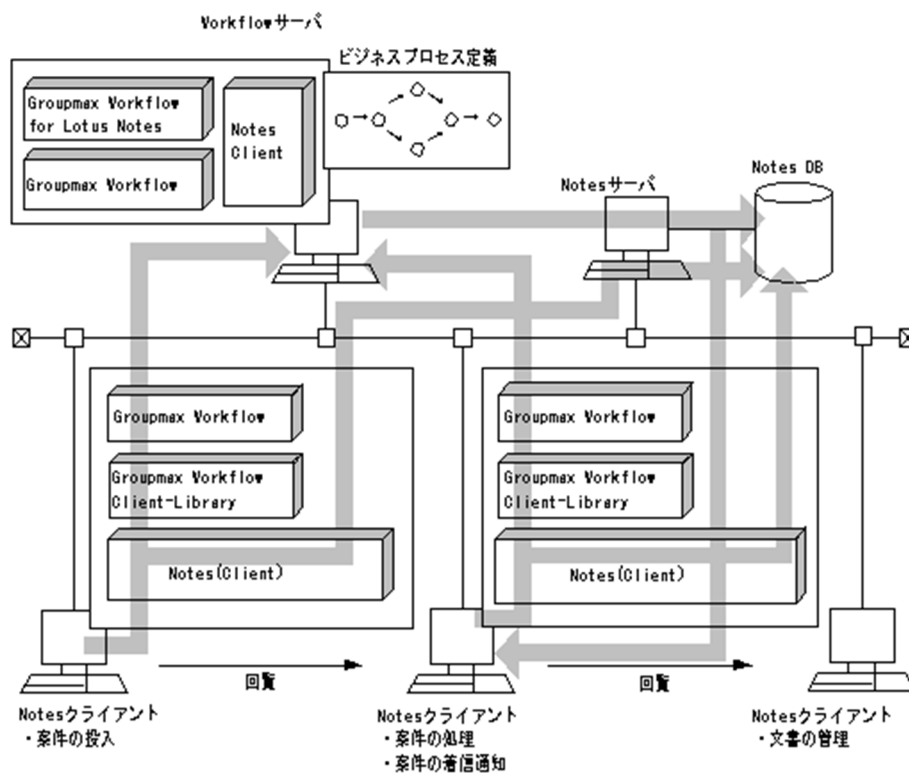 Workflowサーバ
ビジネスプロセス定義
Groupmax Workflow
for Lotus Notes
Notes
Client
Groupmax Workflow
Notesサーバ
Notes DB
Groupmax Workflow
Groupmax Workflow
Client-Library
Notes(Client)
Groupmax Workflow
Groupmax Workflow
Client-Library
Notes(Client)
回覧
回覧
Notesクライアント
・案件の投入
Notesクライアント
・案件の処理
・案件の着信通知
Notesクライアント
・文書の管理